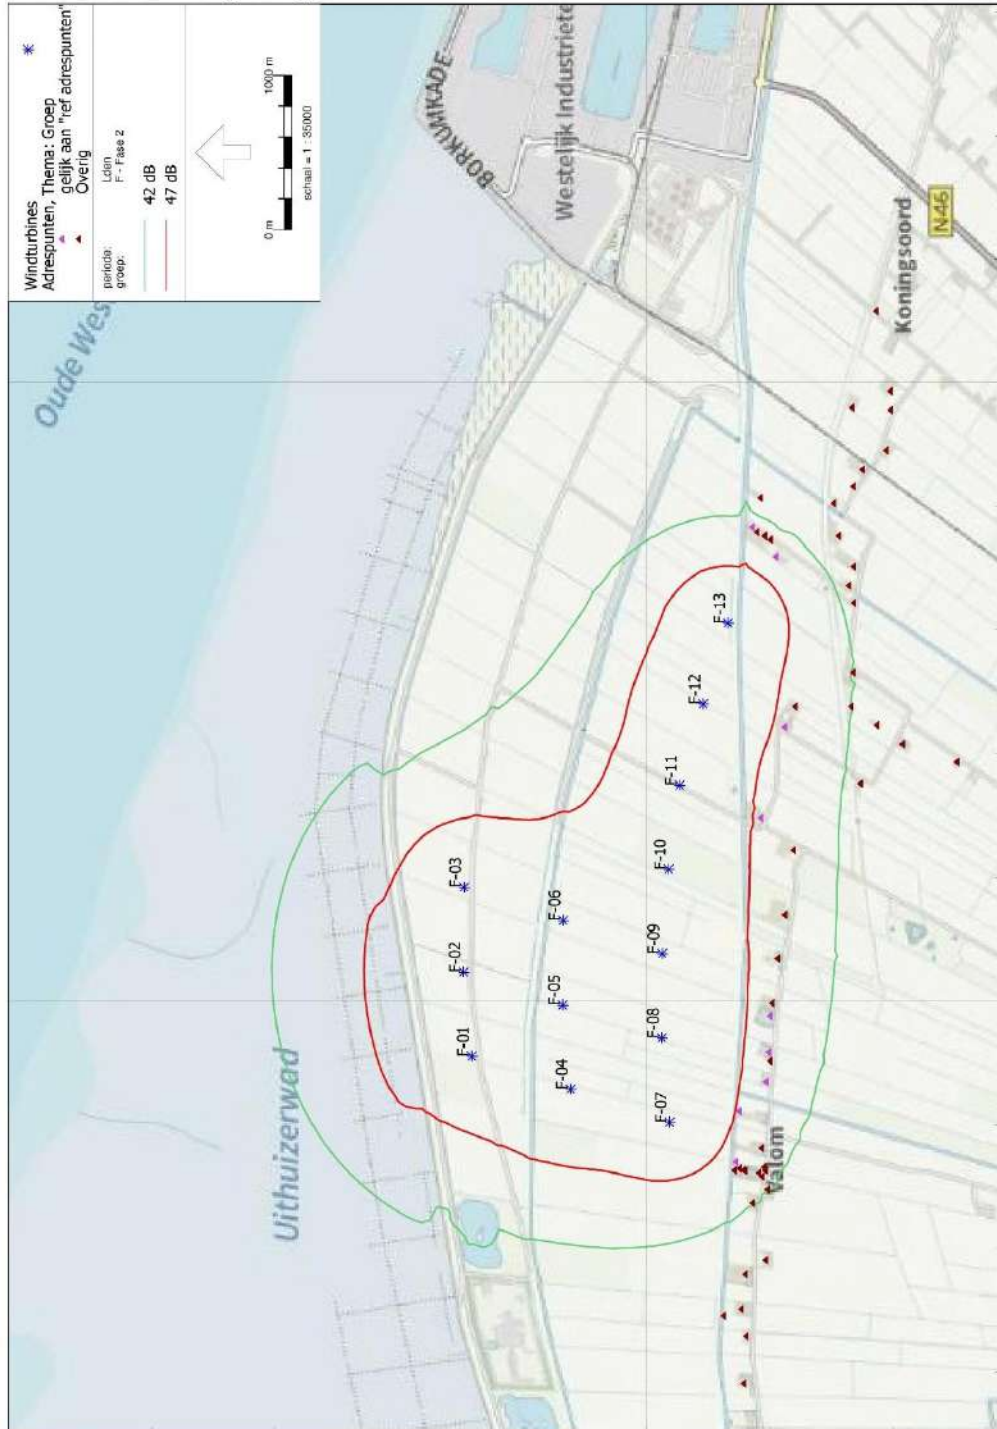 Windturbines
Adrespunten, Thema: Groep
gelijk aan "ref adrespunten"
Overig
periode: Lden
groep: F - Fase 2
42 dB
47 dB
0 m 1000 m
schaal = 1 : 35000
Oude Wes
Uithuizerwad
BORKUMKADE
Westelijk Industrieter
F-01
F-02
F-03
F-04
F-05
F-06
F-07
F-08
F-09
F-10
F-11
F-12
F-13
Valom
Koningsoord
N46